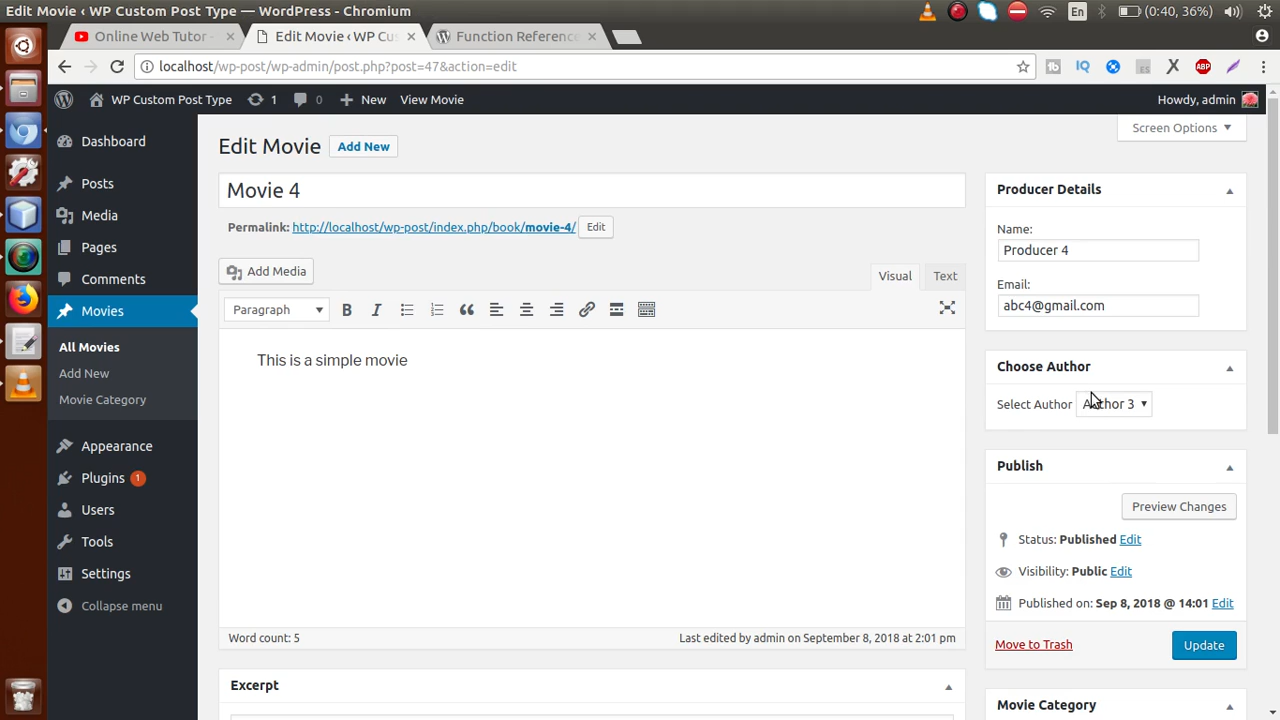 Edit Movie ‹ WP Custom Post Type — WordPress - Chromium
En
(0:40, 36%)
Online Web Tutor -
Edit Movie ‹ WP Cus
Function Reference
localhost/wp-post/wp-admin/post.php?post=47&action=edit
tb
IQ
ES
X
ABP
WP Custom Post Type
1
0
New
View Movie
Howdy, admin
Screen Options
Dashboard
Posts
Media
Pages
Comments
Movies
All Movies
Add New
Movie Category
Appearance
Plugins 1
Users
Tools
Settings
Collapse menu
Edit Movie
Add New
Movie 4
Permalink: http://localhost/wp-post/index.php/book/movie-4/ Edit
Add Media
Visual
Text
Paragraph
B
I
This is a simple movie
Word count: 5
Last edited by admin on September 8, 2018 at 2:01 pm
Excerpt
Producer Details
Name:
Producer 4
Email:
abc4@gmail.com
Choose Author
Select Author Author 3
Publish
Preview Changes
Status: Published Edit
Visibility: Public Edit
Published on: Sep 8, 2018 @ 14:01 Edit
Move to Trash
Update
Movie Category